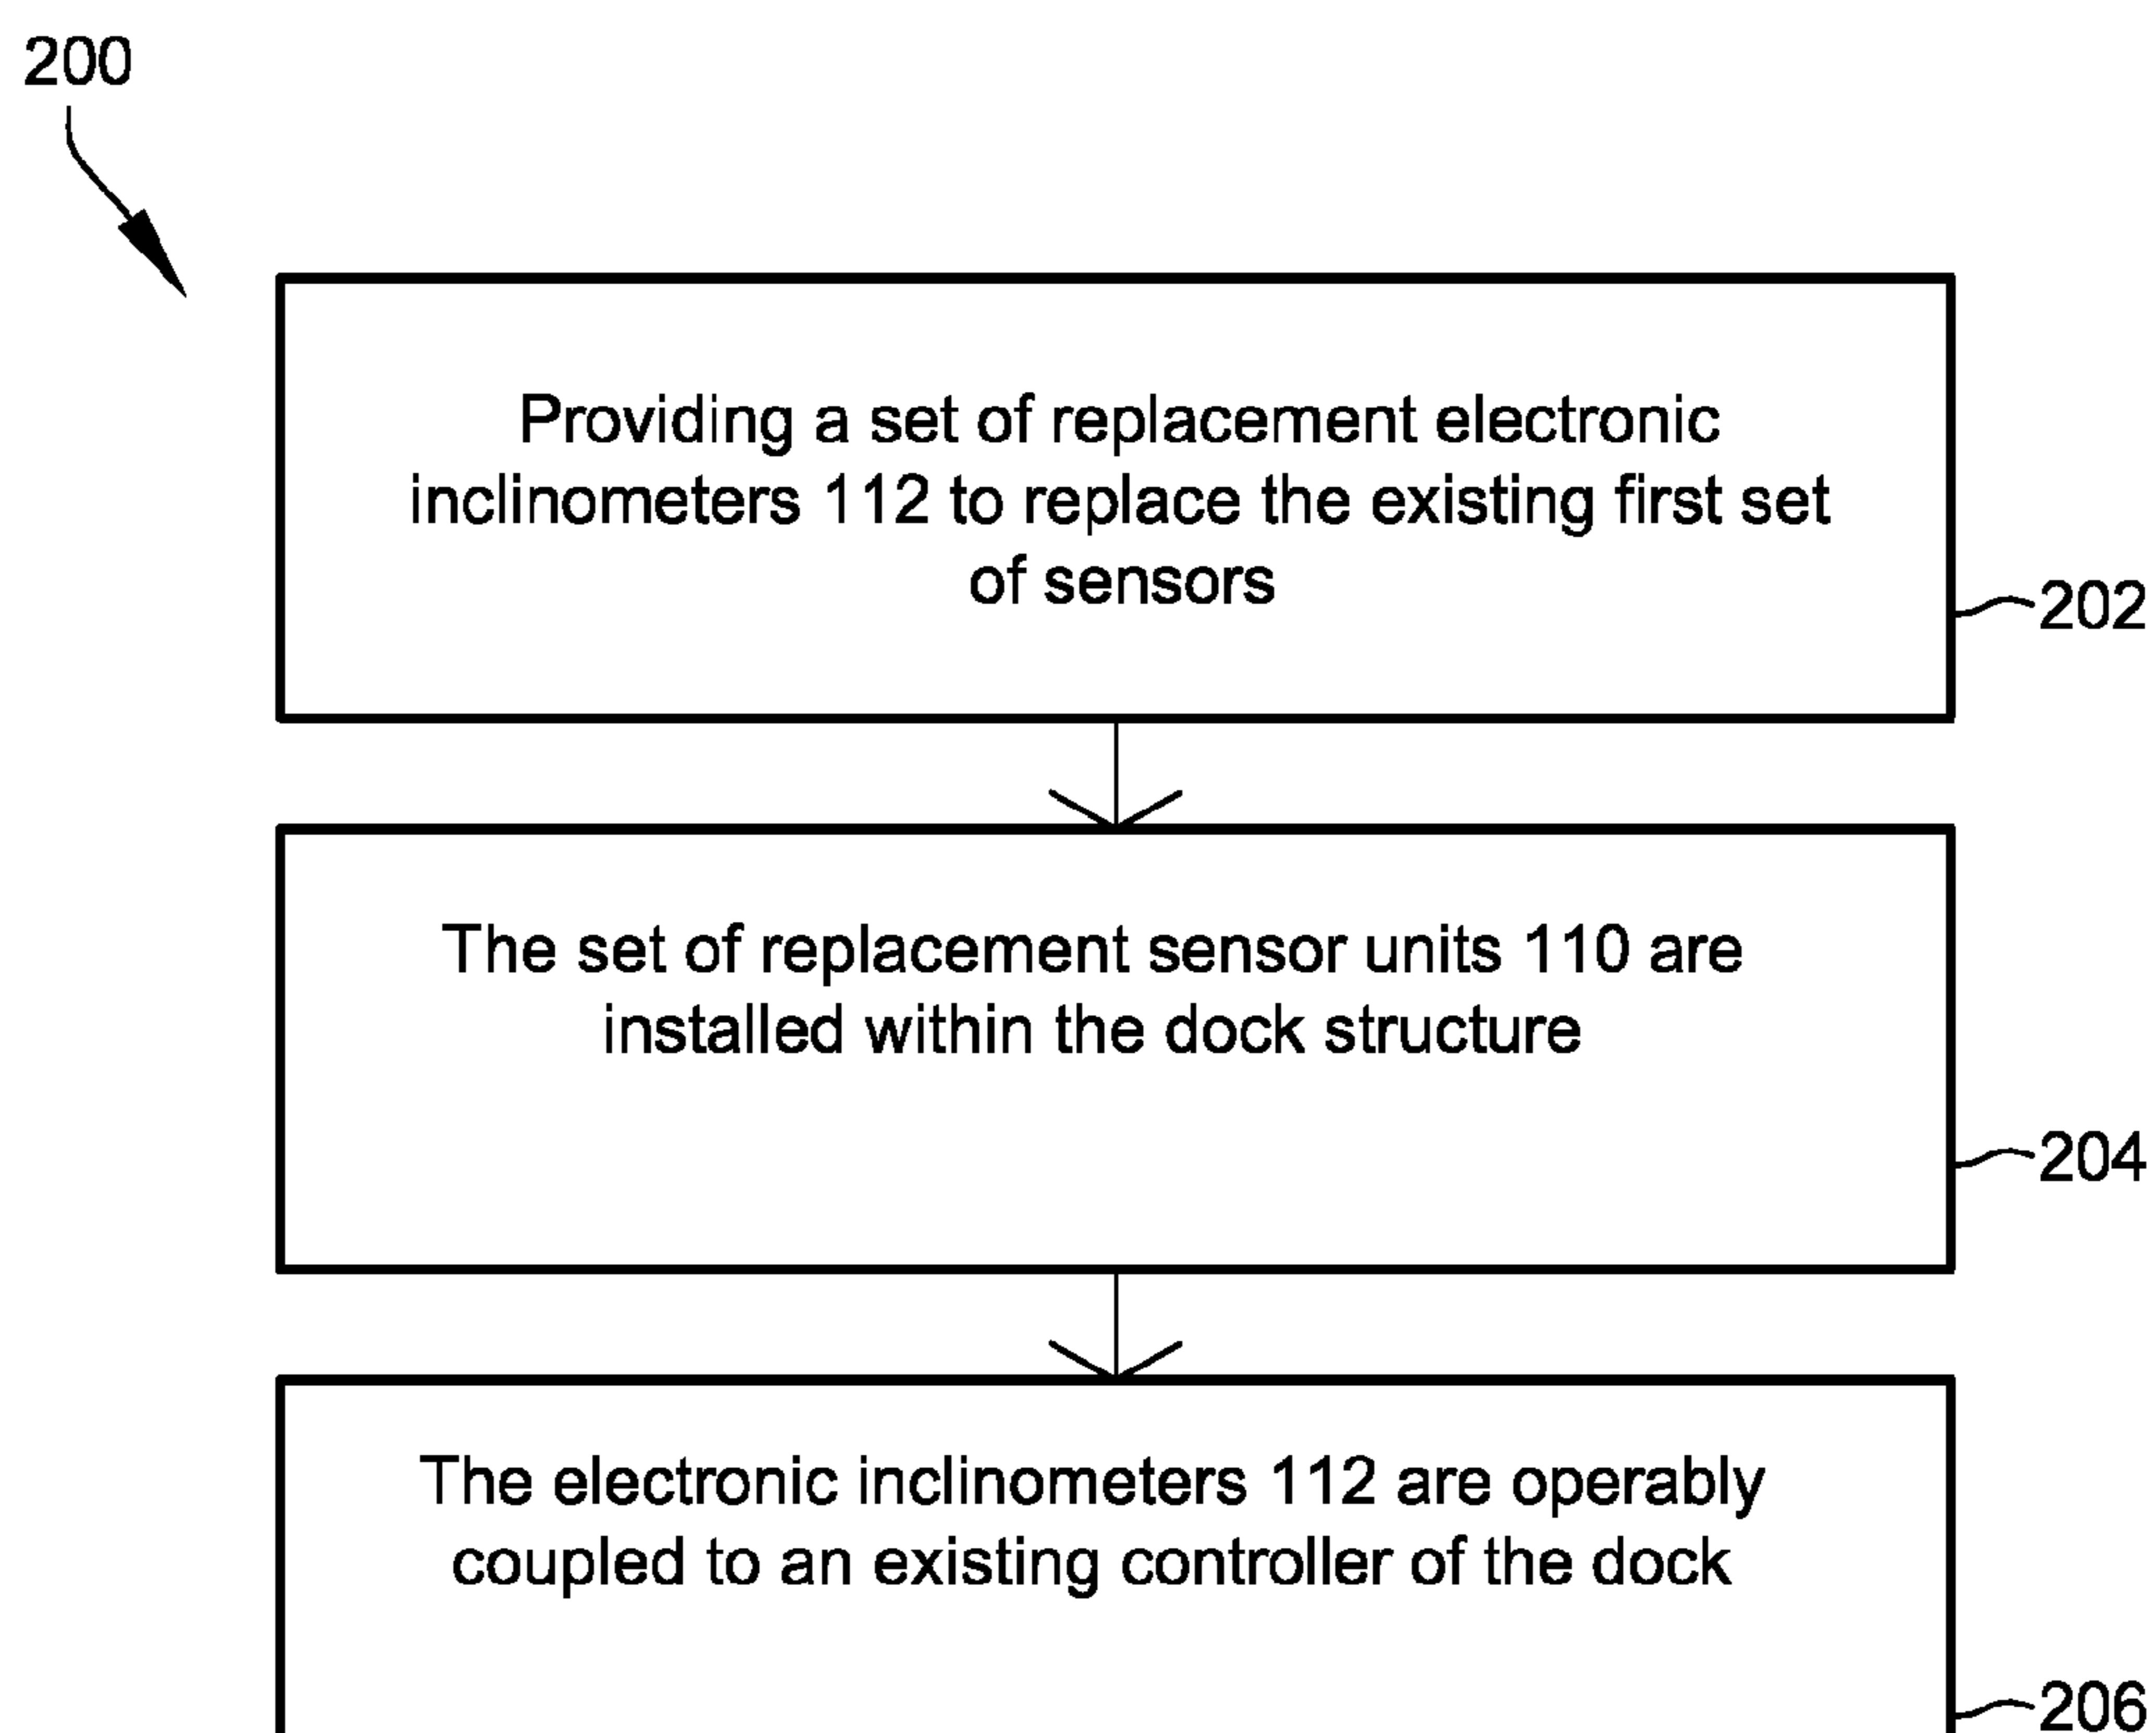 200
Providing a set of replacement electronic
inclinometers 112 to replace the existing first set
of sensors
202
The set of replacement sensor units 110 are
installed within the dock structure
204
The electronic inclinometers 112 are operably
coupled to an existing controller of the dock
206